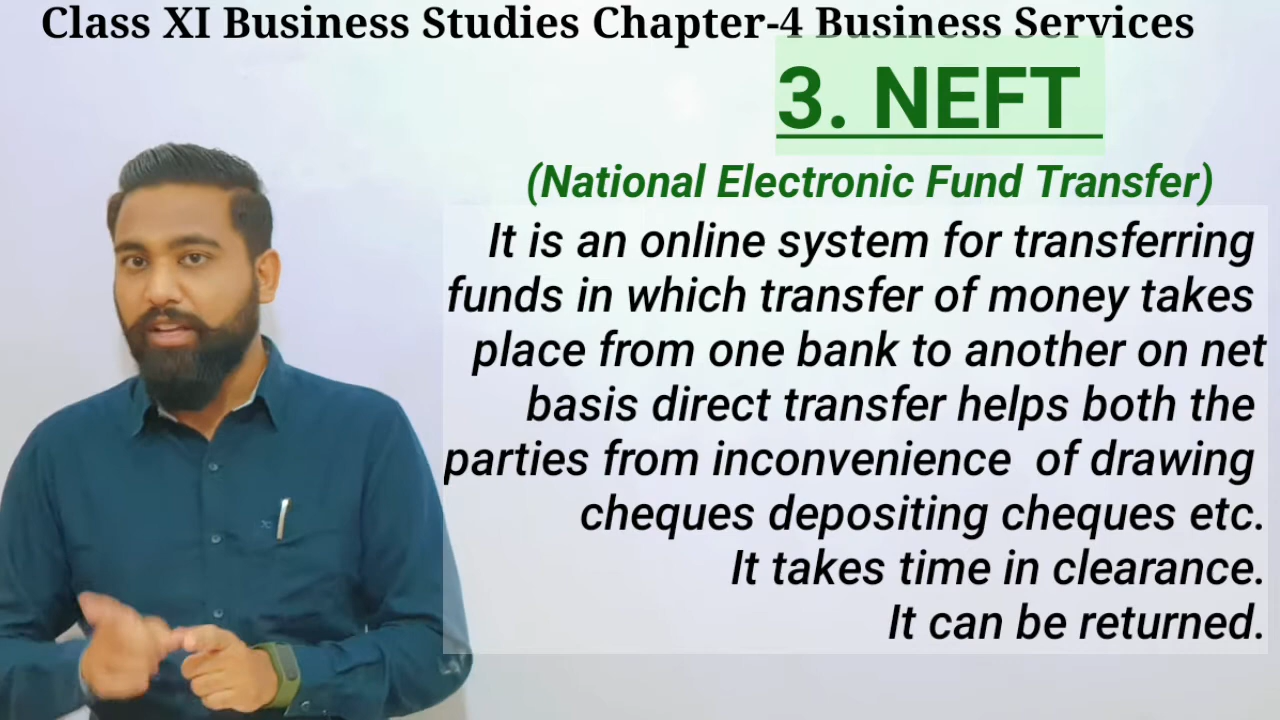 Class XI Business Studies Chapter-4 Business Services
3. NEFT
(National Electronic Fund Transfer)
It is an online system for transferring
funds in which transfer of money takes
place from one bank to another on net
basis direct transfer helps both the
parties from inconvenience of drawing
cheques depositing cheques etc.
It takes time in clearance.
It can be returned.